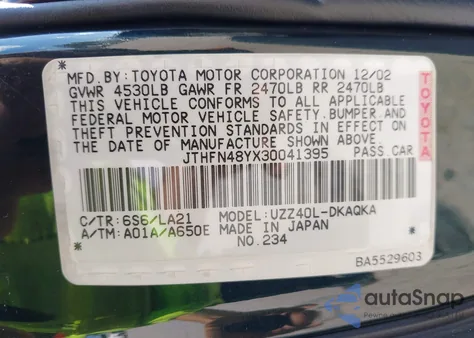 MFD.BY: TOYOTA MOTOR CORPORATION 12/02
GVWR 4530LB GAWR FR 2470LB RR 2470LB
THIS VEHICLE CONFORMS TO ALL APPLICABLE
FEDERAL MOTOR VEHICLE SAFETY, BUMPER, AND
THEFT PREVENTION STANDARDS IN EFFECT ON
THE DATE OF MANUFACTURE SHOWN ABOVE.
JTHFN48YX30041395 PASS.CAR
TOYOTA
C/TR: 6S6/LA21 MODEL: UZZ40L-DKAQKA
A/TM: A01A/A650E MADE IN JAPAN
NO.234
BA5529603
autoSnap